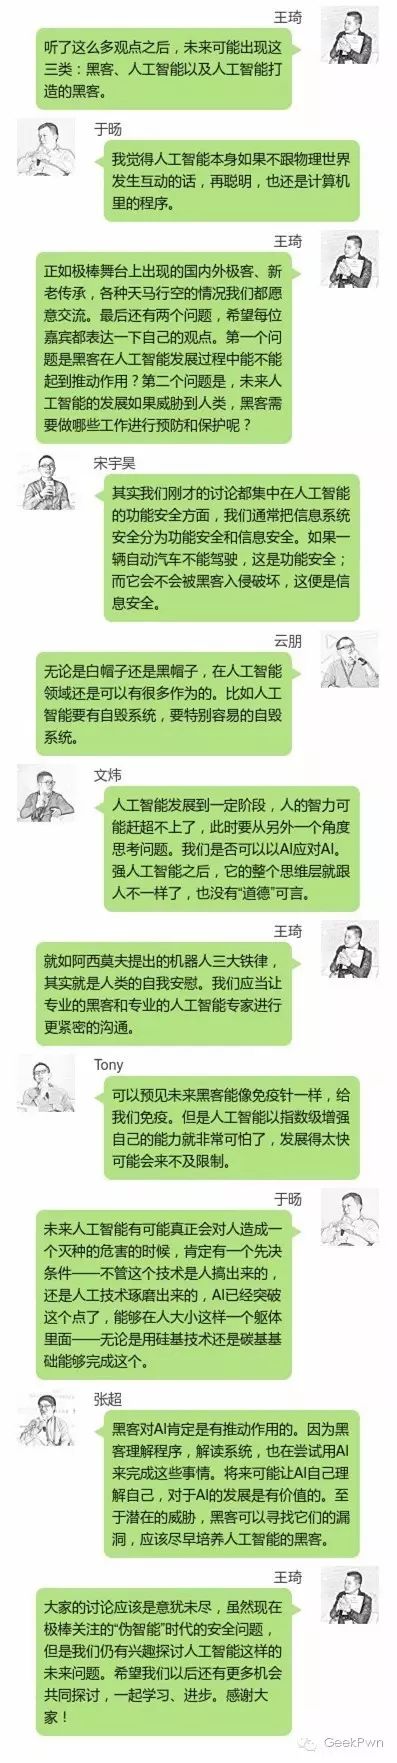 王琦
听了这么多观点之后，未来可能出现这
三类：黑客、人工智能以及人工智能打
造的黑客。
于旸
我觉得人工智能本身如果不跟物理世界
发生互动的话，再聪明，也还是计算机
里的程序。
王琦
正如极棒舞台上出现的国内外极客、新
老传承，各种天马行空的情况我们都愿
意交流。最后还有两个问题，希望每位
嘉宾都表达一下自己的观点。第一个问
题是黑客在人工智能发展过程中能不能
起到推动作用？第二个问题是，未来人
工智能的发展如果威胁到人类，黑客需
要做哪些工作进行预防和保护呢？
宋宇昊
其实我们刚才的讨论都集中在人工智能
的功能安全方面，我们通常把信息系统
安全分为功能安全和信息安全。如果一
辆自动汽车不能驾驶，这是功能安全；
而它会不会被黑客入侵破坏，这便是信
息安全。
云朋
无论是白帽子还是黑帽子，在人工智能
领域还是可以有很多作为的。比如人工
智能要有自毁系统，要特别容易的自毁
系统。
文炜
人工智能发展到一定阶段，人的智力可
能赶超不上了，此时要从另外一个角度
思考问题。我们是否可以以AI应对AI。
强人工智能之后，它的整个思维层就跟
人不一样了，也没有“道德”可言。
王琦
就如阿西莫夫提出的机器人三大铁律，
其实就是人类的自我安慰。我们应当让
专业的黑客和专业的人工智能专家进行
更紧密的沟通。
Tony
可以预见未来黑客能像免疫针一样，给
我们免疫。但是人工智能以指数级增强
自己的能力就非常可怕了，发展得太快
可能会来不及限制。
于旸
未来人工智能有可能真正会对人造成一
个灭种的危害的时候，肯定有一个先决
条件——不管这个技术是人搞出来的，
还是人工技术琢磨出来的，AI已经突破
这个点了，能够在人大小这样一个躯体
里面——无论是用硅基技术还是碳基基
础能够完成这个。
张超
黑客对AI肯定是有推动作用的。因为黑
客理解程序，解读系统，也在尝试用AI
来完成这些事情。将来可能让AI自己理
解自己，对于AI的发展是有价值的。至
于潜在的威胁，黑客可以寻找它们的漏
洞，应该尽早培养人工智能的黑客。
王琦
大家的讨论应该是意犹未尽，虽然现在
极棒关注的“伪智能”时代的安全问题，
但是我们仍有兴趣探讨人工智能这样的
未来问题。希望我们以后还有更多机会
共同探讨，一起学习、进步。感谢大
家！
GeekPwn